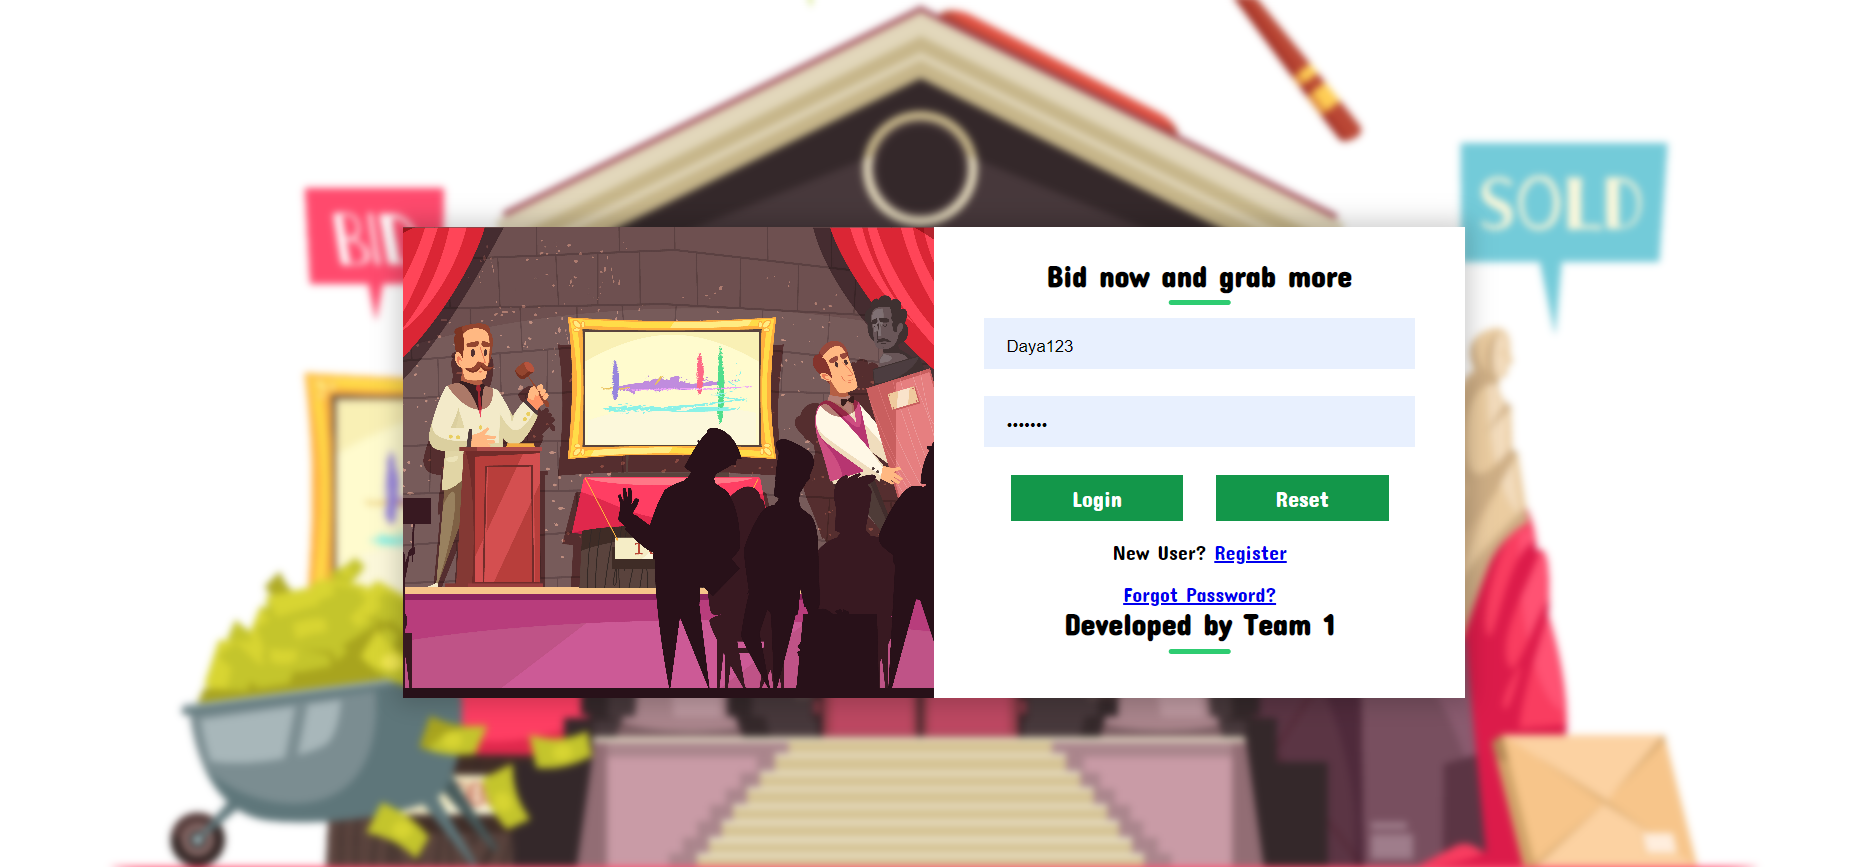 BID
SOLD
Bid now and grab more
Daya123
•••••••
Login Reset
New User? Register
Forgot Password?
Developed by Team 1